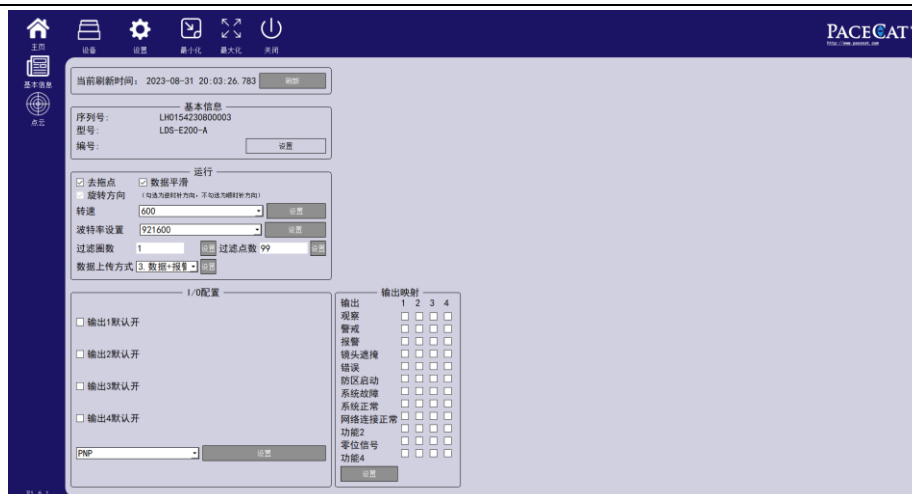 主页
设备 设置 最小化 最大化 关闭
PACECAT
http://www.pacecat.com
基本信息
点云
当前刷新时间: 2023-08-31 20:03:26.783 刷新
基本信息
序列号: LH0154230800003
型号: LDS-E200-A
编号: 设置
运行
去拖点 数据平滑
旋转方向 (勾选为逆时针方向,不勾选为顺时针方向)
转速 600 设置
波特率设置 921600 设置
过滤圈数 1 设置 过滤点数 99 设置
数据上传方式 3.数据+报警 设置
I/O配置
输出1默认开
输出2默认开
输出3默认开
输出4默认开
PNP 设置
输出映射
输出 1 2 3 4
观察
警戒
报警
镜头遮掩
错误
防区启动
系统故障
系统正常
网络连接正常
功能2
零位信号
功能4
设置